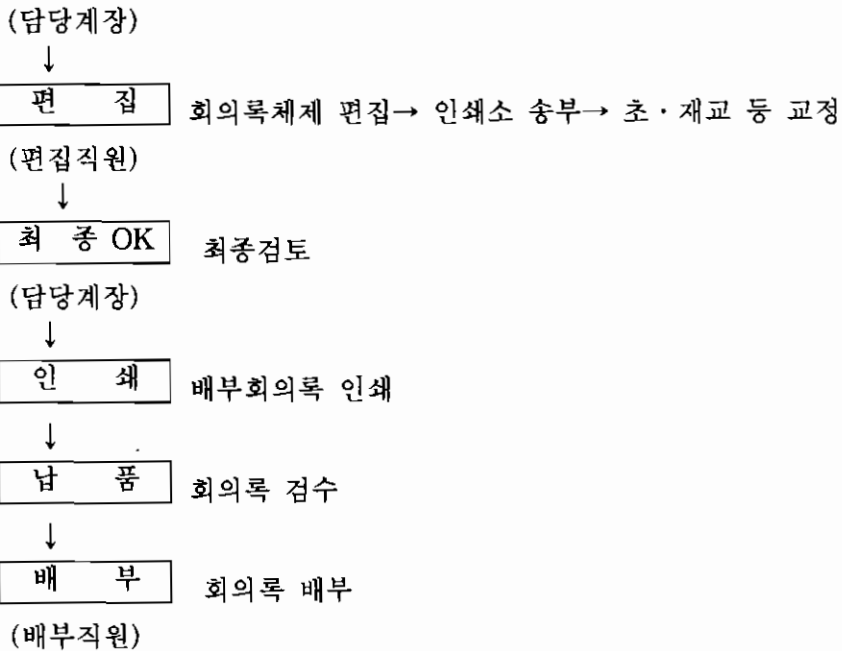 (담당계장)
↓
편 집 회의록체제 편집→ 인쇄소 송부→ 초 · 재교 등 교정
(편집직원)
↓
최 종 OK 최종검토
(담당계장)
↓
인 쇄 배부회의록 인쇄
↓
납 품 회의록 검수
↓
배 부 회의록 배부
(배부직원)